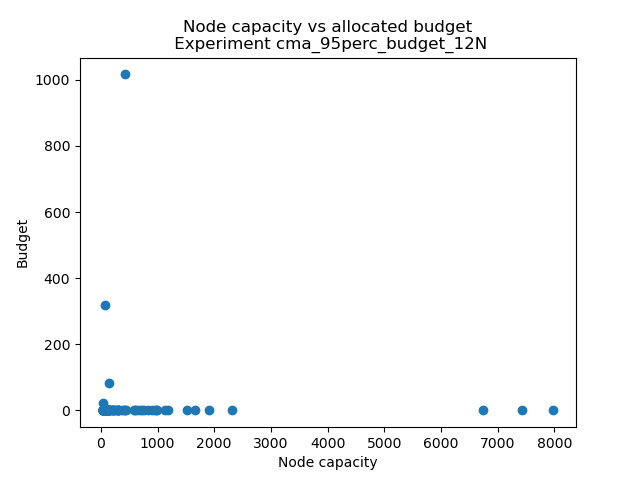 Node capacity vs allocated budget
Experiment cma_95perc_budget_12N
1000
800
600
400
200
0
Budget
0 1000 2000 3000 4000 5000 6000 7000 8000
Node capacity